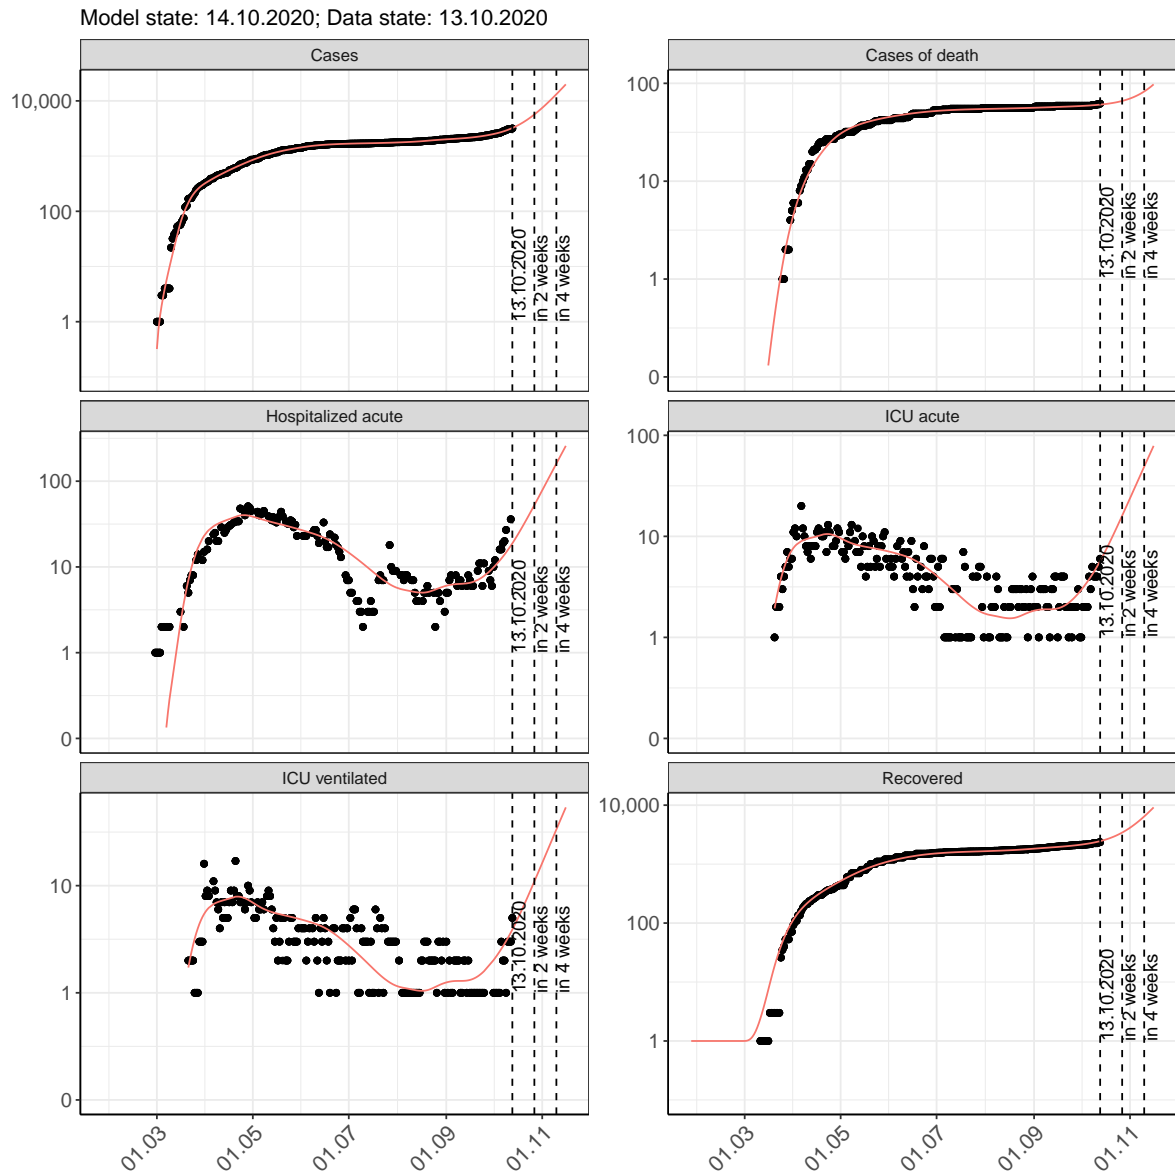 Model state: 14.10.2020; Data state: 13.10.2020
Cases
10,000
100
1
13.10.2020
in 2 weeks
in 4 weeks
Cases of death
100
10
1
0
13.10.2020
in 2 weeks
in 4 weeks
Hospitalized acute
100
10
1
0
13.10.2020
in 2 weeks
in 4 weeks
ICU acute
100
10
1
0
13.10.2020
in 2 weeks
in 4 weeks
ICU ventilated
10
1
0
13.10.2020
in 2 weeks
in 4 weeks
01.03
01.05
01.07
01.09
01.11
Recovered
10,000
100
1
13.10.2020
in 2 weeks
in 4 weeks
01.03
01.05
01.07
01.09
01.11